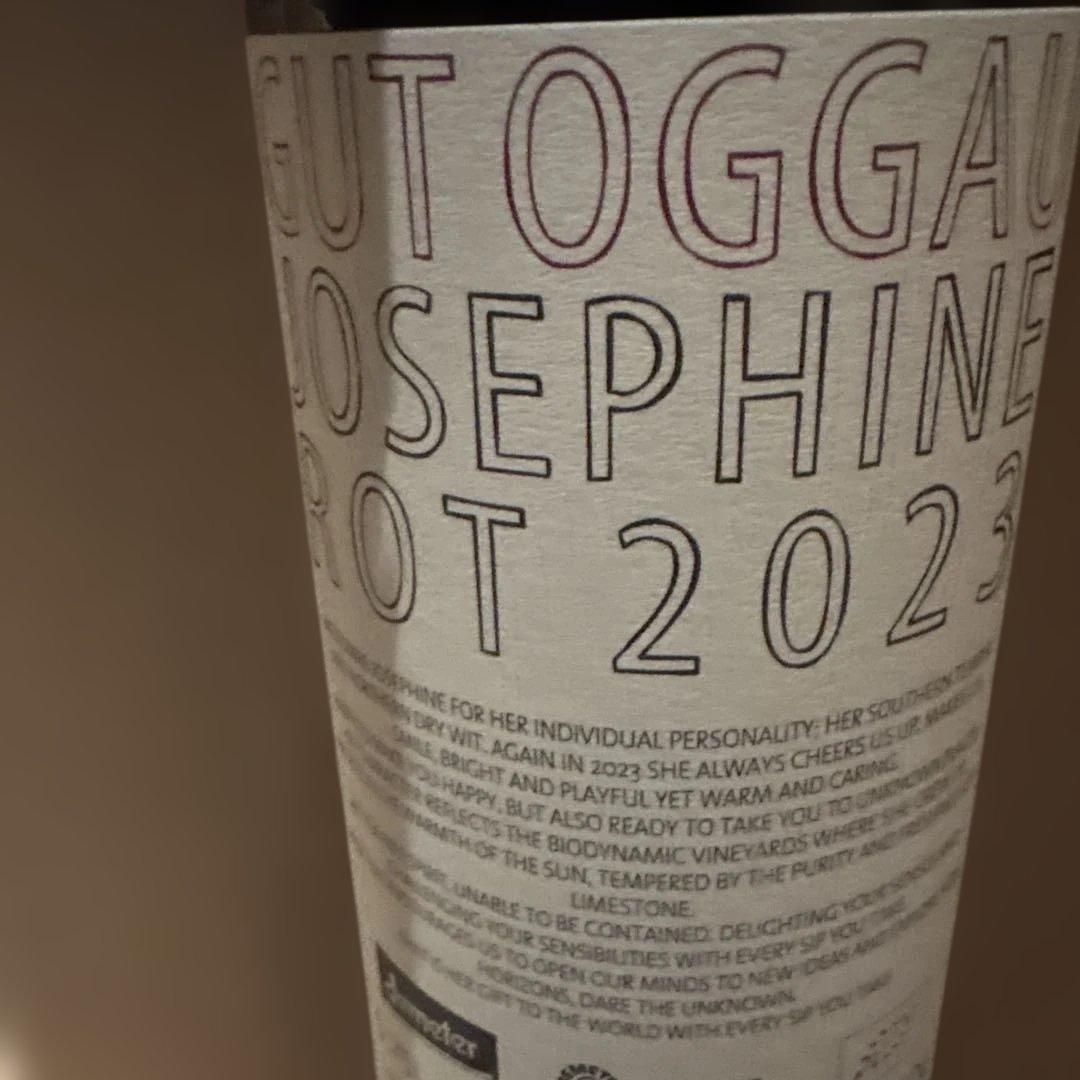 GUT OGGAU
JOSEPHINE
ROT 2023
JOSEPHINE FOR HER INDIVIDUAL PERSONALITY; HER SOUTHERN
DRY WIT. AGAIN IN 2023 SHE ALWAYS CHEERS US UP,
SMILE, BRIGHT AND PLAYFUL YET WARM AND CARING.
YOU HAPPY, BUT ALSO READY TO TAKE YOU TO UNKNOWN
REFLECTS THE BIODYNAMIC VINEYARDS WHERE SHE
WARMTH OF THE SUN, TEMPERED BY THE PURITY AND
LIMESTONE.
UNABLE TO BE CONTAINED. DELIGHTING YOUR
YOUR SENSIBILITIES WITH EVERY SIP YOU TAKE.
US TO OPEN OUR MINDS TO NEW IDEAS AND
HORIZONS, DARE THE UNKNOWN.
HER GIFT TO THE WORLD WITH EVERY SIP YOU TAKE
demeter